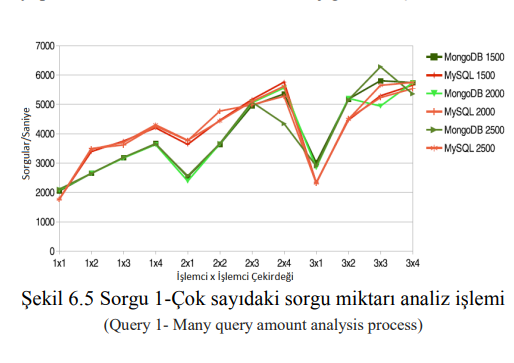 7000
6000
5000
4000
3000
2000
1000
0
Sorgular/Saniye
1x1 1x2 1x3 1x4 2x1 2x2 2x3 2x4 3x1 3x2 3x3 3x4
İşlemci x İşlemci Çekirdeği
MongoDB 1500
MySQL 1500
MongoDB 2000
MySQL 2000
MongoDB 2500
MySQL 2500
Şekil 6.5 Sorgu 1-Çok sayıdaki sorgu miktarı analiz işlemi
(Query 1- Many query amount analysis process)